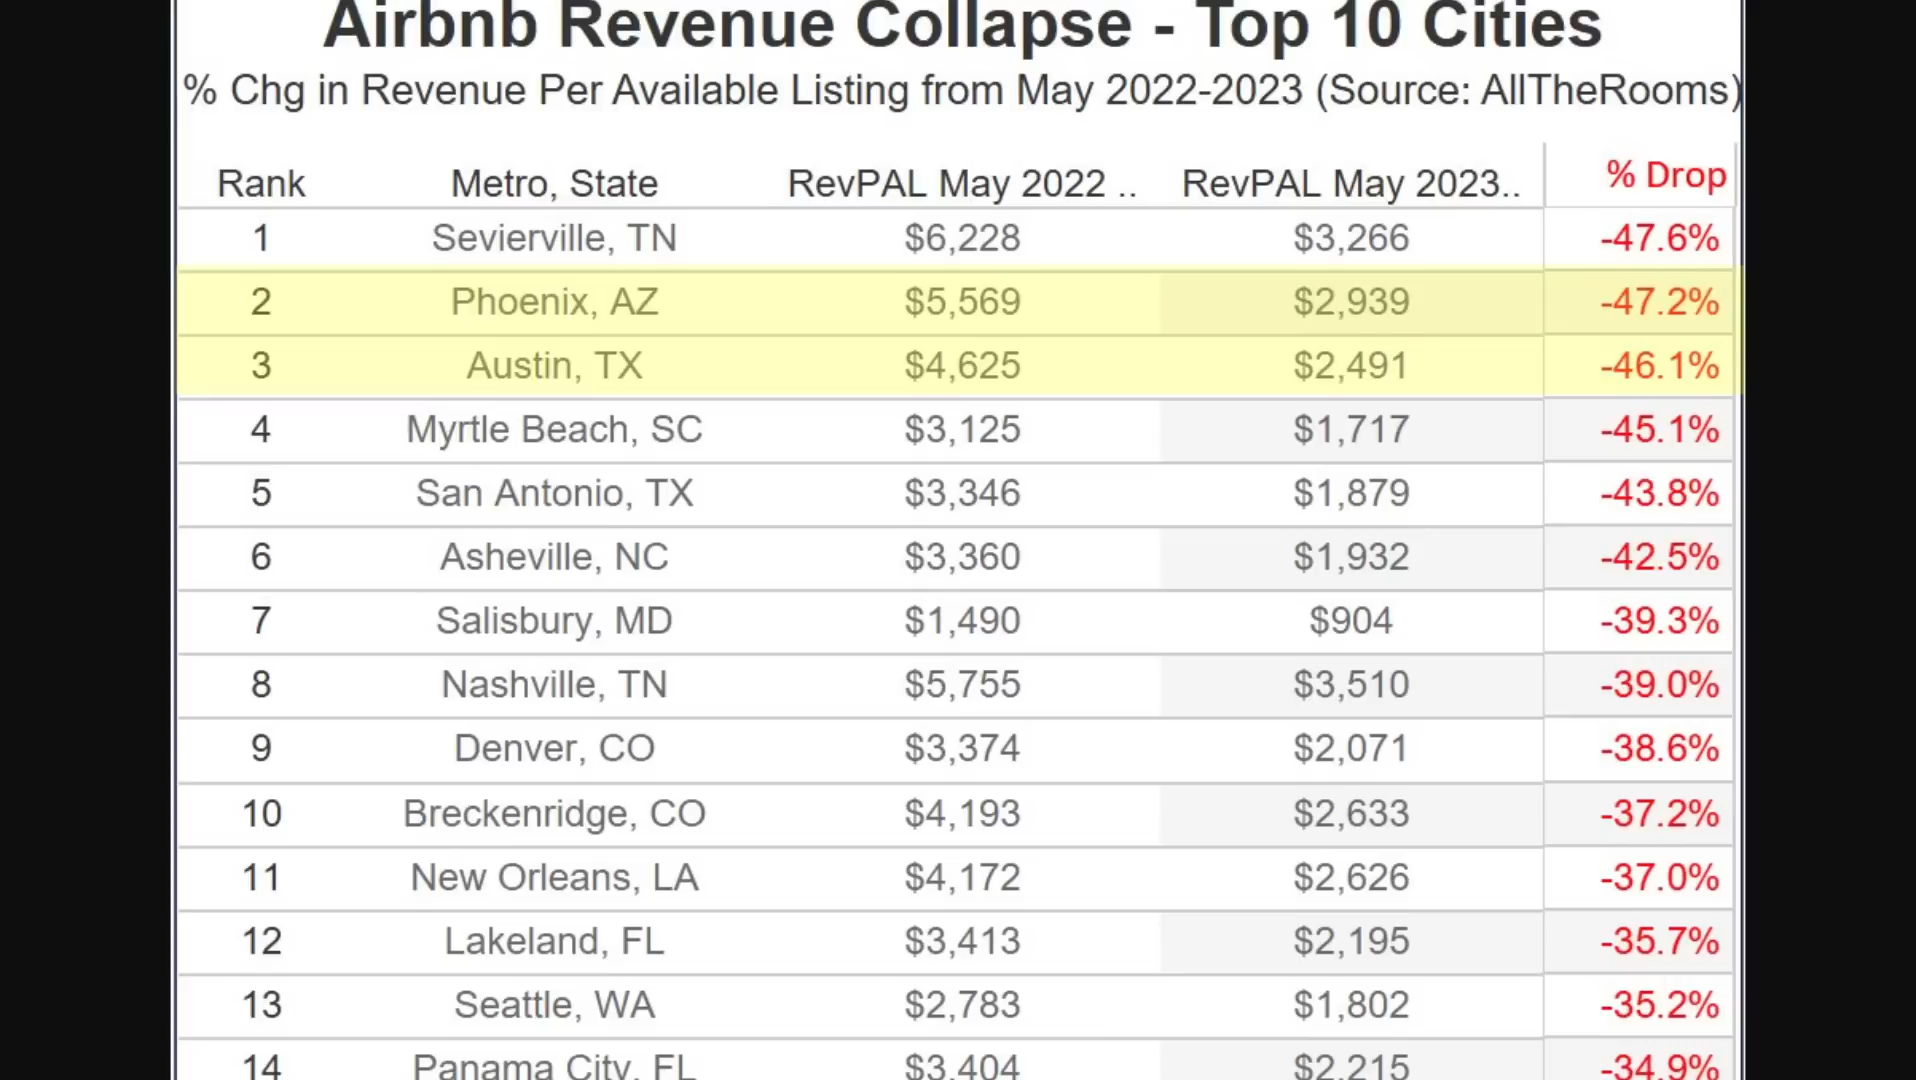 Airbnb Revenue Collapse - Top 10 Cities
% Chg in Revenue Per Available Listing from May 2022-2023 (Source: AllTheRooms)
Rank Metro, State RevPAL May 2022 .. RevPAL May 2023.. % Drop
1 Sevierville, TN $6,228 $3,266 -47.6%
2 Phoenix, AZ $5,569 $2,939 -47.2%
3 Austin, TX $4,625 $2,491 -46.1%
4 Myrtle Beach, SC $3,125 $1,717 -45.1%
5 San Antonio, TX $3,346 $1,879 -43.8%
6 Asheville, NC $3,360 $1,932 -42.5%
7 Salisbury, MD $1,490 $904 -39.3%
8 Nashville, TN $5,755 $3,510 -39.0%
9 Denver, CO $3,374 $2,071 -38.6%
10 Breckenridge, CO $4,193 $2,633 -37.2%
11 New Orleans, LA $4,172 $2,626 -37.0%
12 Lakeland, FL $3,413 $2,195 -35.7%
13 Seattle, WA $2,783 $1,802 -35.2%
14 Panama City, FL $3,404 $2,215 -34.9%